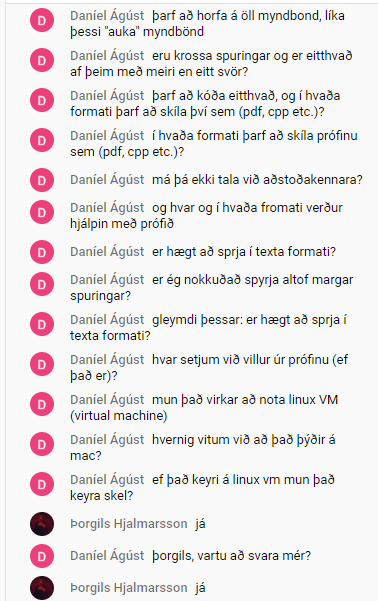 D Daníel Ágúst þarf að horfa á öll myndbond, líka
þessi "auka" myndbönd
D Daníel Ágúst eru krossa spuringar og er eitthvað
af þeim með meiri en eitt svör?
D Daníel Ágúst þarf að kóða eitthvað, og í hvaða
formati þarf að skíla því sem (pdf, cpp etc.)?
D Daníel Ágúst í hvaða formati þarf að skíla prófinu
sem (pdf, cpp etc.)?
D Daníel Ágúst má þá ekki tala við aðstoðakennara?
D Daníel Ágúst og hvar og í hvaða fromati verður
hjálpin með prófið
D Daníel Ágúst er hægt að sprja í texta formati?
D Daníel Ágúst er ég nokkuðað spyrja altof margar
spuringar?
D Daníel Ágúst gleymdi þessar: er hægt að sprja í
texta formati?
D Daníel Ágúst hvar setjum við villur úr prófinu (ef
það er)?
D Daníel Ágúst mun það virkar að nota linux VM
(virtual machine)
D Daníel Ágúst hvernig vitum við að það þýðir á
mac?
D Daníel Ágúst ef það keyri á linux vm mun það
keyra skel?
Þorgils Hjalmarsson já
D Daníel Ágúst þorgils, vartu að svara mér?
Þorgils Hjalmarsson já